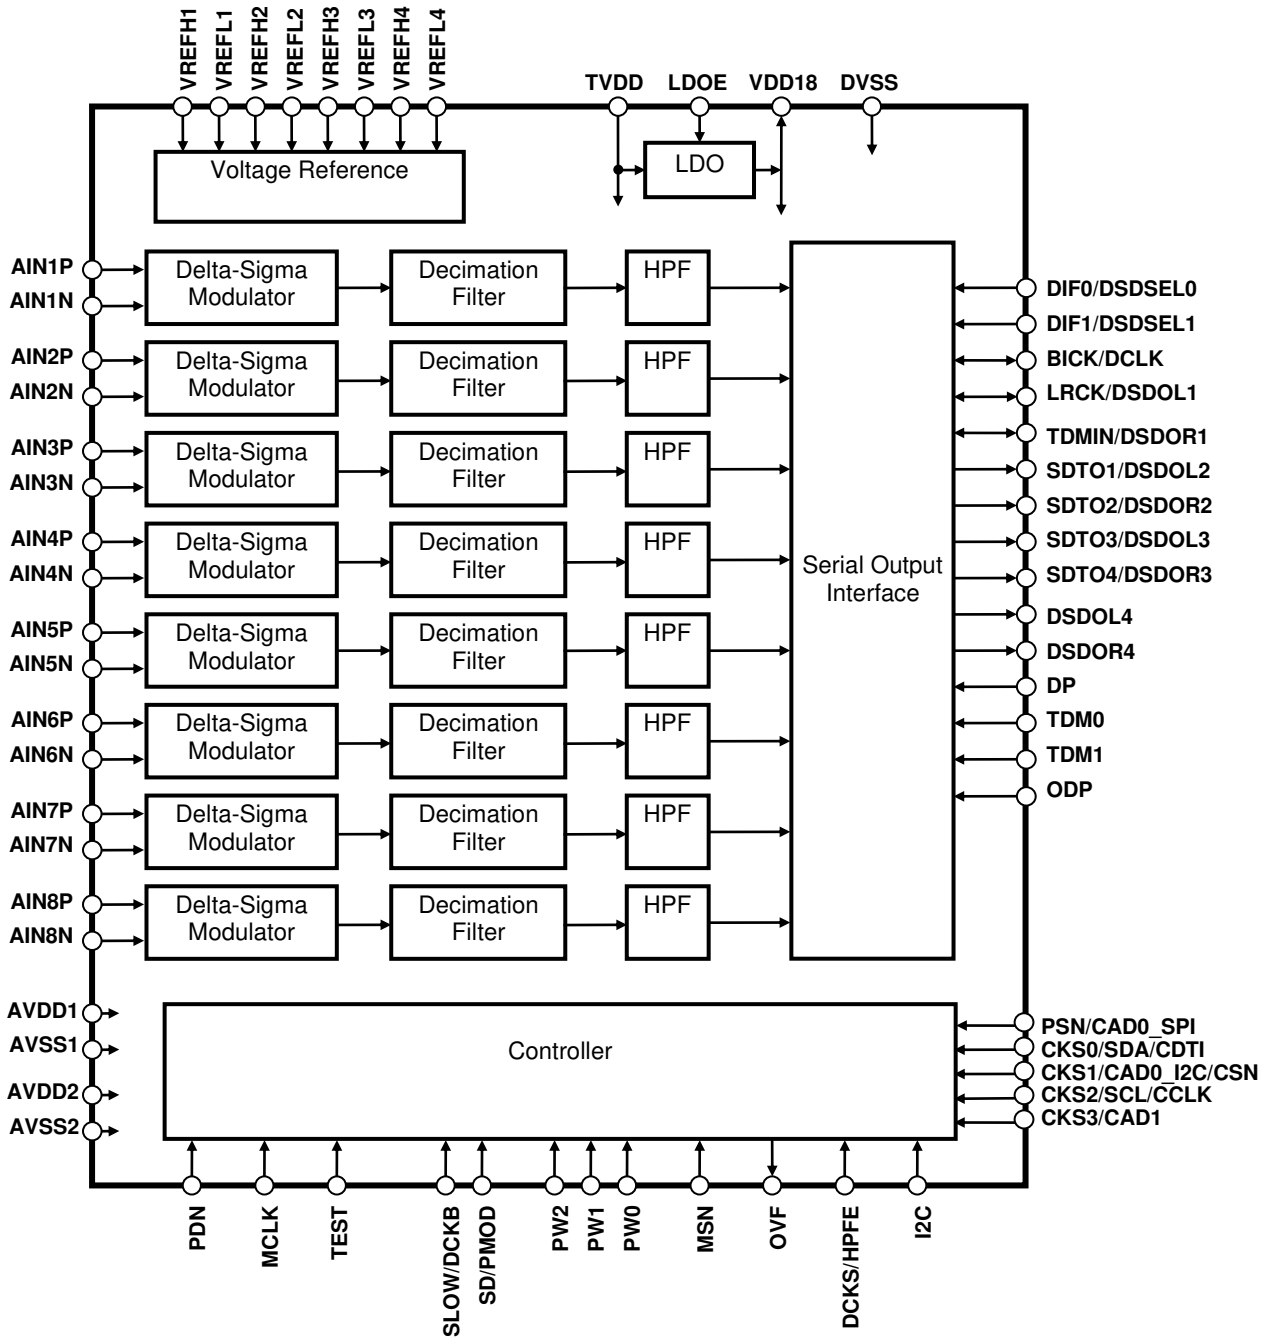 VREFH1
VREFL1
VREFH2
VREFL2
VREFH3
VREFL3
VREFH4
VREFL4
TVDD
LDOE
VDD18
DVSS
Voltage Reference
LDO
AIN1P
AIN1N
Delta-Sigma
Modulator
Decimation
Filter
HPF
AIN2P
AIN2N
Delta-Sigma
Modulator
Decimation
Filter
HPF
AIN3P
AIN3N
Delta-Sigma
Modulator
Decimation
Filter
HPF
AIN4P
AIN4N
Delta-Sigma
Modulator
Decimation
Filter
HPF
AIN5P
AIN5N
Delta-Sigma
Modulator
Decimation
Filter
HPF
AIN6P
AIN6N
Delta-Sigma
Modulator
Decimation
Filter
HPF
AIN7P
AIN7N
Delta-Sigma
Modulator
Decimation
Filter
HPF
AIN8P
AIN8N
Delta-Sigma
Modulator
Decimation
Filter
HPF
Serial Output
Interface
DIF0/DSDSEL0
DIF1/DSDSEL1
BICK/DCLK
LRCK/DSDOL1
TDMIN/DSDOR1
SDTO1/DSDOL2
SDTO2/DSDOR2
SDTO3/DSDOL3
SDTO4/DSDOR3
DSDOL4
DSDOR4
DP
TDM0
TDM1
ODP
AVDD1
AVSS1
AVDD2
AVSS2
Controller
PSN/CAD0_SPI
CKS0/SDA/CDTI
CKS1/CAD0_I2C/CSN
CKS2/SCL/CCLK
CKS3/CAD1
PDN
MCLK
TEST
SLOW/DCKB
SD/PMOD
PW2
PW1
PW0
MSN
OVF
DCKS/HPFE
I2C